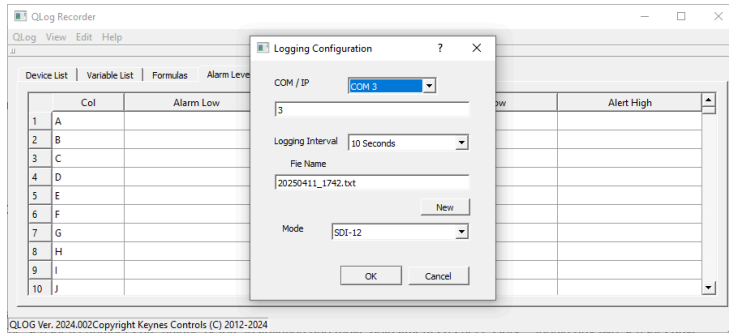 QLog Recorder
QLog View Edit Help
Device List Variable List Formulas Alarm Leve
Col Alarm Low ow Alert High
1 A
2 B
3 C
4 D
5 E
6 F
7 G
8 H
9 I
10 J
Logging Configuration ?
COM / IP COM 3
3
Logging Interval 10 Seconds
Fie Name
20250411_1742.txt
New
Mode SDI-12
OK Cancel
QLOG Ver. 2024.002Copyright Keynes Controls (C) 2012-2024